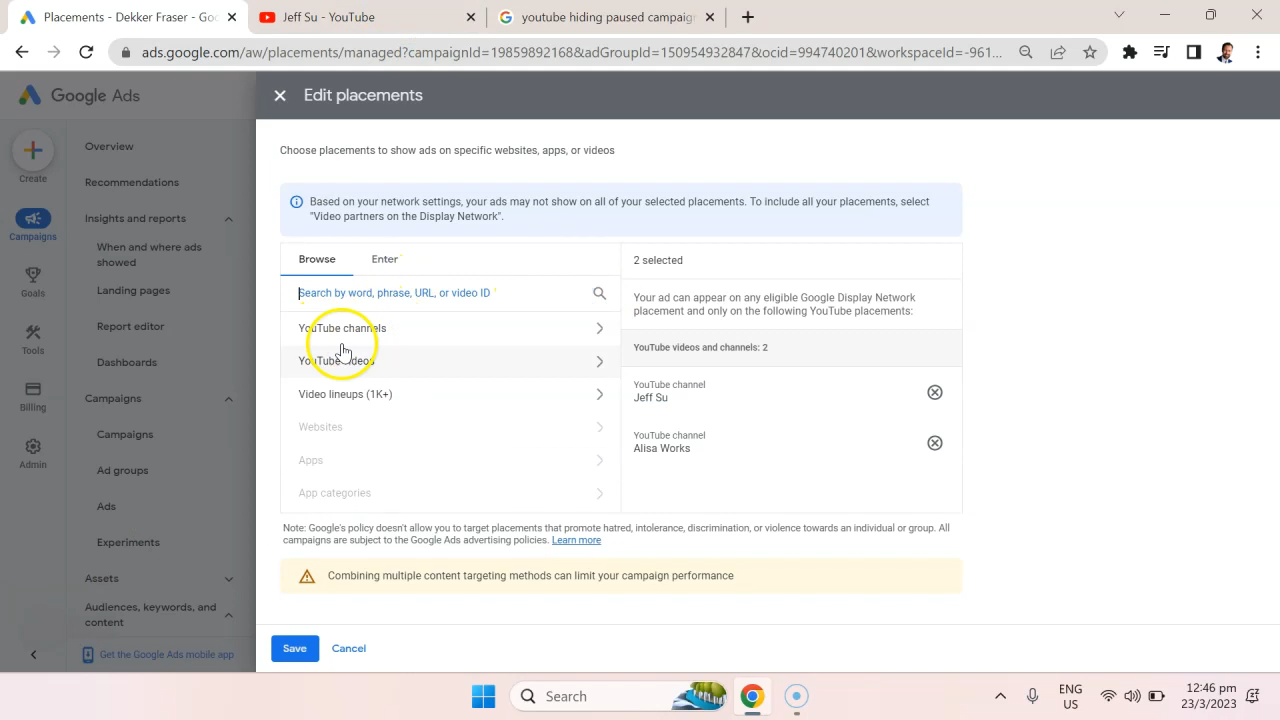 Placements - Dekker Fraser - Goo
Jeff Su - YouTube
youtube hiding paused campaign
ads.google.com/aw/placements/managed?campaignId=19859892168&adGroupId=150954932847&ocid=994740201&workspaceId=-961...
Google Ads
Edit placements
Create
Campaigns
Goals
Tools
Billing
Admin
Overview
Recommendations
Insights and reports
When and where ads
showed
Landing pages
Report editor
Dashboards
Campaigns
Campaigns
Ad groups
Ads
Experiments
Assets
Audiences, keywords, and
content
Get the Google Ads mobile app
Choose placements to show ads on specific websites, apps, or videos
Based on your network settings, your ads may not show on all of your selected placements. To include all your placements, select
"Video partners on the Display Network".
Browse
Enter
Search by word, phrase, URL, or video ID
YouTube channels
YouTube videos
Video lineups (1K+)
Websites
Apps
App categories
2 selected
Your ad can appear on any eligible Google Display Network
placement and only on the following YouTube placements:
YouTube videos and channels: 2
YouTube channel
Jeff Su
YouTube channel
Alisa Works
Note: Google's policy doesn't allow you to target placements that promote hatred, intolerance, discrimination, or violence towards an individual or group. All
campaigns are subject to the Google Ads advertising policies. Learn more
Combining multiple content targeting methods can limit your campaign performance
Save
Cancel
Search
ENG
US
12:46 pm
23/3/2023